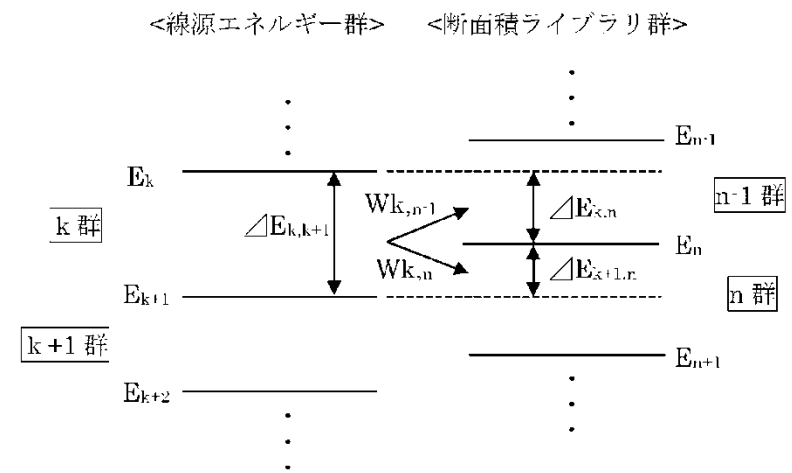 <線源エネルギー群> <断面積ライブラリ群>
En-1
Ek
n-1 群
Wk,n-1
k 群
⊿Ek,k+1
⊿Ek,n
En
Wk,n
⊿Ek+1,n
Ek+1
n 群
k+1 群
En+1
Ek+2